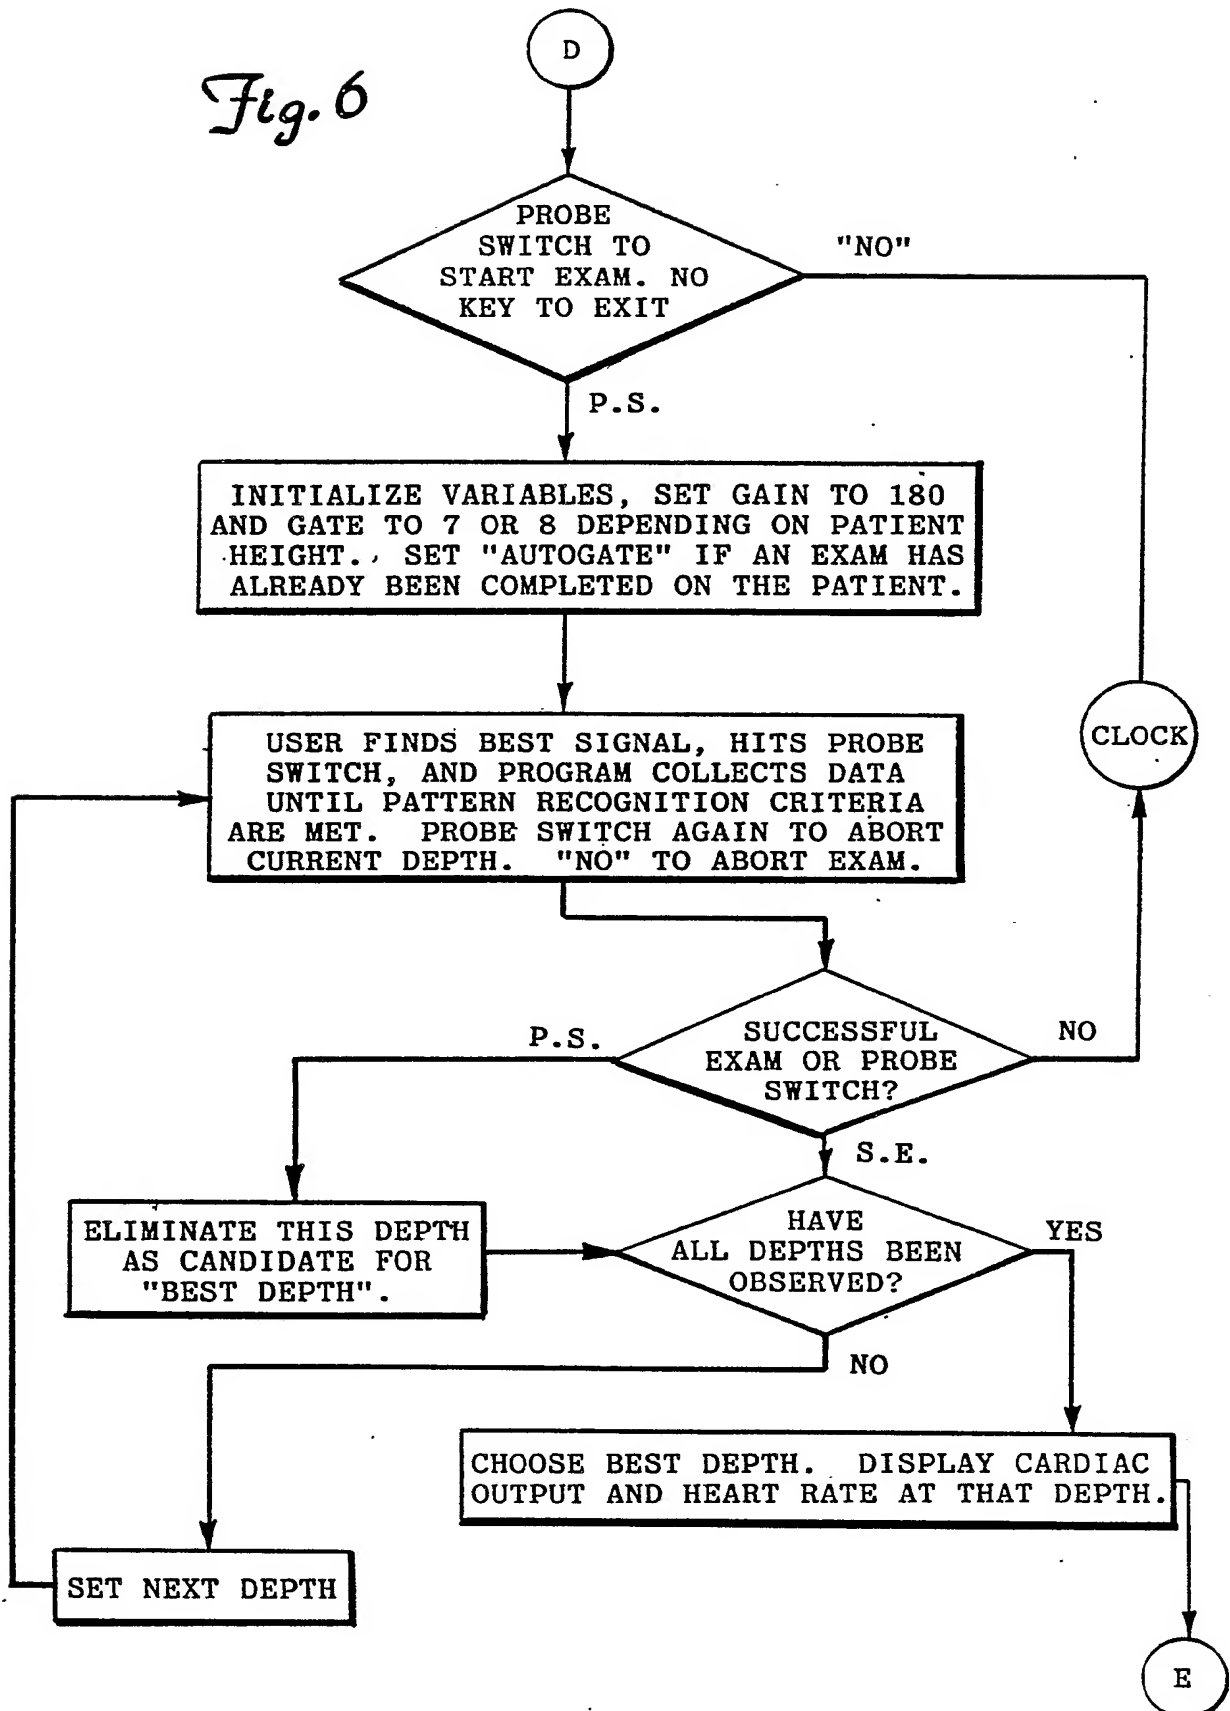 Fig. 6
D
PROBE
SWITCH TO
START EXAM. NO
KEY TO EXIT
"NO"
P.S.
INITIALIZE VARIABLES, SET GAIN TO 180
AND GATE TO 7 OR 8 DEPENDING ON PATIENT
HEIGHT. SET "AUTOGATE" IF AN EXAM HAS
ALREADY BEEN COMPLETED ON THE PATIENT.
CLOCK
USER FINDS BEST SIGNAL, HITS PROBE
SWITCH, AND PROGRAM COLLECTS DATA
UNTIL PATTERN RECOGNITION CRITERIA
ARE MET. PROBE SWITCH AGAIN TO ABORT
CURRENT DEPTH. "NO" TO ABORT EXAM.
P.S.
SUCCESSFUL
EXAM OR PROBE
SWITCH?
NO
S.E.
ELIMINATE THIS DEPTH
AS CANDIDATE FOR
"BEST DEPTH".
HAVE
ALL DEPTHS BEEN
OBSERVED?
YES
NO
CHOOSE BEST DEPTH. DISPLAY CARDIAC
OUTPUT AND HEART RATE AT THAT DEPTH.
SET NEXT DEPTH
E